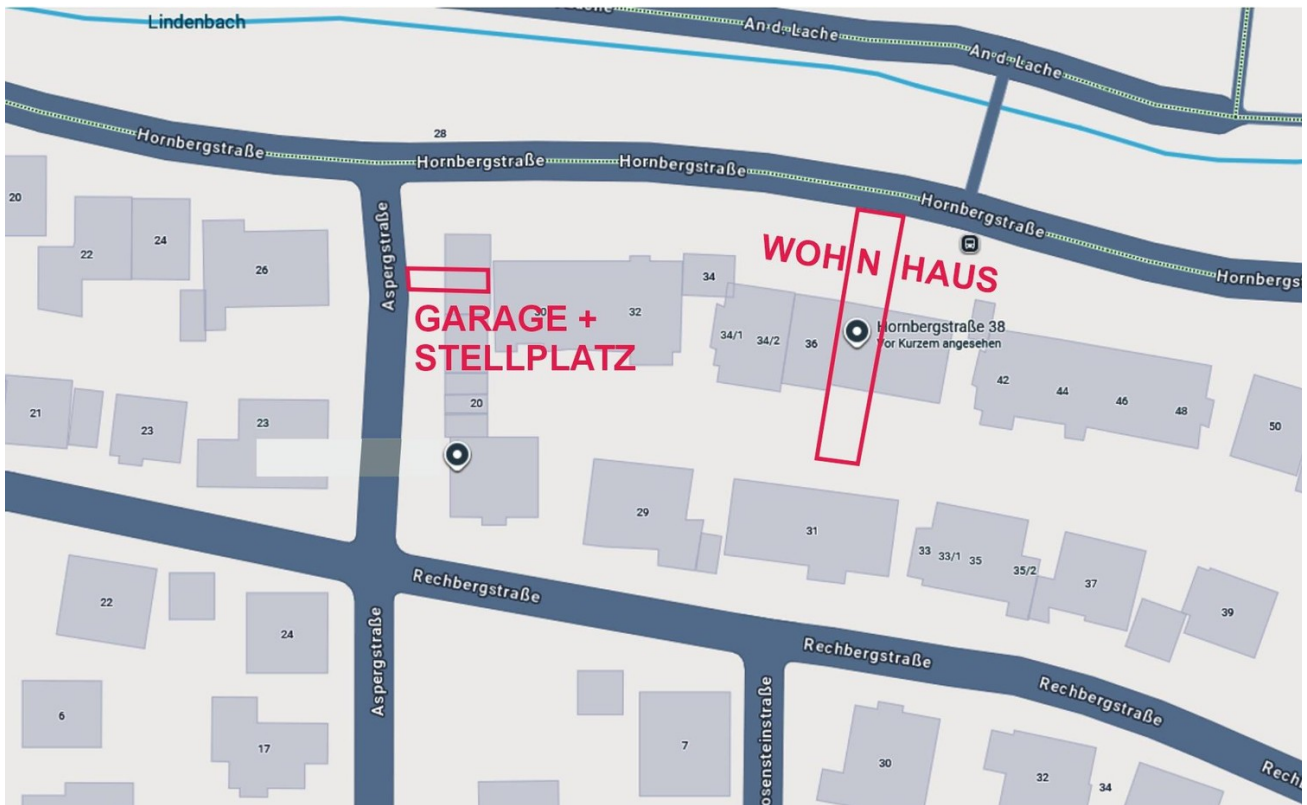 Lindenbach
An d. Lache
An d. Lache
Hornbergstraße
28
Hornbergstraße
Hornbergstraße
Hornbergstraße
Hornbergs
20
22
24
26
Aspergstraße
34
WOHNHAUS
GARAGE +
STELLPLATZ
30
32
34/1
34/2
36
Hornbergstraße 38
Vor Kurzem angesehen
42
44
46
48
50
21
23
23
20
29
31
33
33/1
35
35/2
37
39
Rechbergstraße
Rechbergstraße
Rechbergstraße
Rech
22
24
Aspergstraße
osensteinstraße
6
17
7
30
32
34